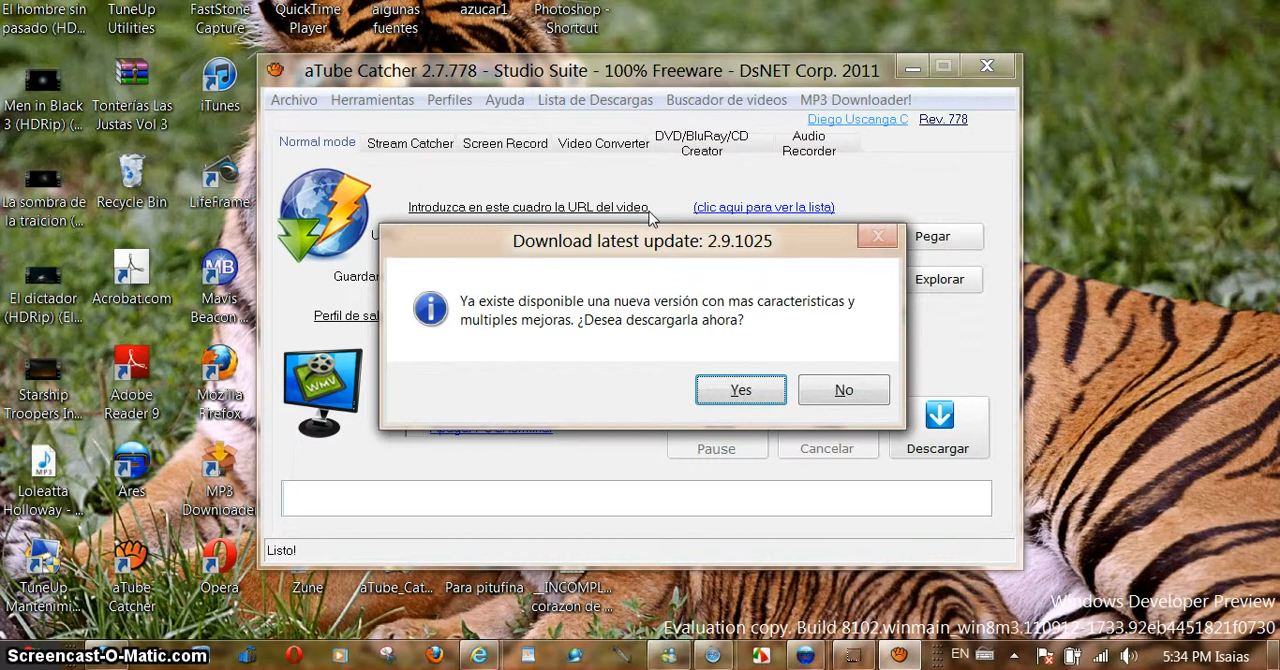 El hombre sin
pasado (HD...
TuneUp
Utilities
FastStone
Capture
QuickTime
Player
algunas
fuentes
azucar1
Photoshop -
Shortcut
Men in Black
3 (HDRip) (...
Tonterías Las
Justas Vol 3
iTunes
La sombra de
la traicion (...
Recycle Bin
LifeFrame
El dictador
(HDRip) (El...
Acrobat.com
Mavis
Beacon ...
Starship
Troopers In...
Adobe
Reader 9
Mozilla
Firefox
Loleatta
Holloway - ...
Ares
MP3
Downloader
TuneUp
Mantenimi...
aTube
Catcher
Opera
Zune
aTube_Cat...
Para pitufina
__INCOMPL...
corazon de ...
aTube Catcher 2.7.778 - Studio Suite - 100% Freeware - DsNET Corp. 2011
Archivo Herramientas Perfiles Ayuda Lista de Descargas Buscador de videos MP3 Downloader!
Diego Uscanga C Rev. 778
Normal mode Stream Catcher Screen Record Video Converter DVD/BluRay/CD Creator Audio Recorder
Introduzca en este cuadro la URL del video. (clic aqui para ver la lista)
Pegar
Guardar
Explorar
Perfil de sal
WMV
Download latest update: 2.9.1025
Ya existe disponible una nueva versión con mas caracteristicas y
multiples mejoras. ¿Desea descargarla ahora?
Yes No
Pause Cancelar Descargar
Listo!
Windows Developer Preview
Evaluation copy. Build 8102.winmain_win8m3.110912-1733.92eb4451821f0730
Screencast-O-Matic.com
EN
5:34 PM Isaias